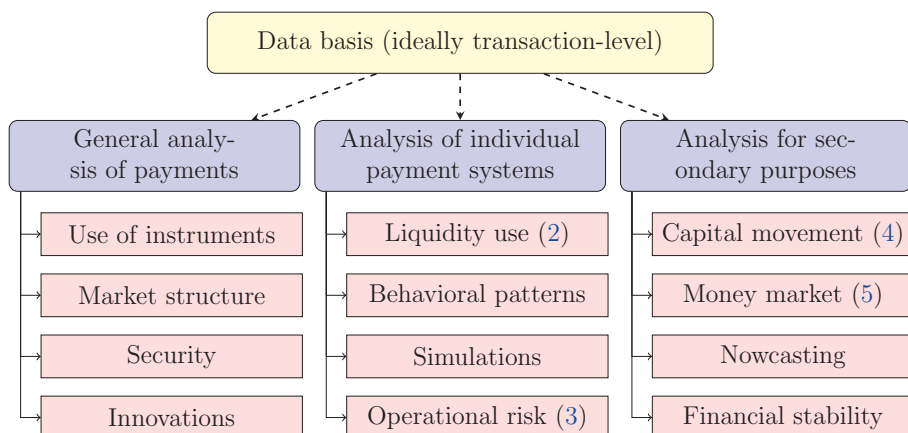 Data basis (ideally transaction-level)
General analy-
sis of payments
Use of instruments
Market structure
Security
Innovations
Analysis of individual
payment systems
Liquidity use (2)
Behavioral patterns
Simulations
Operational risk (3)
Analysis for sec-
ondary purposes
Capital movement (4)
Money market (5)
Nowcasting
Financial stability